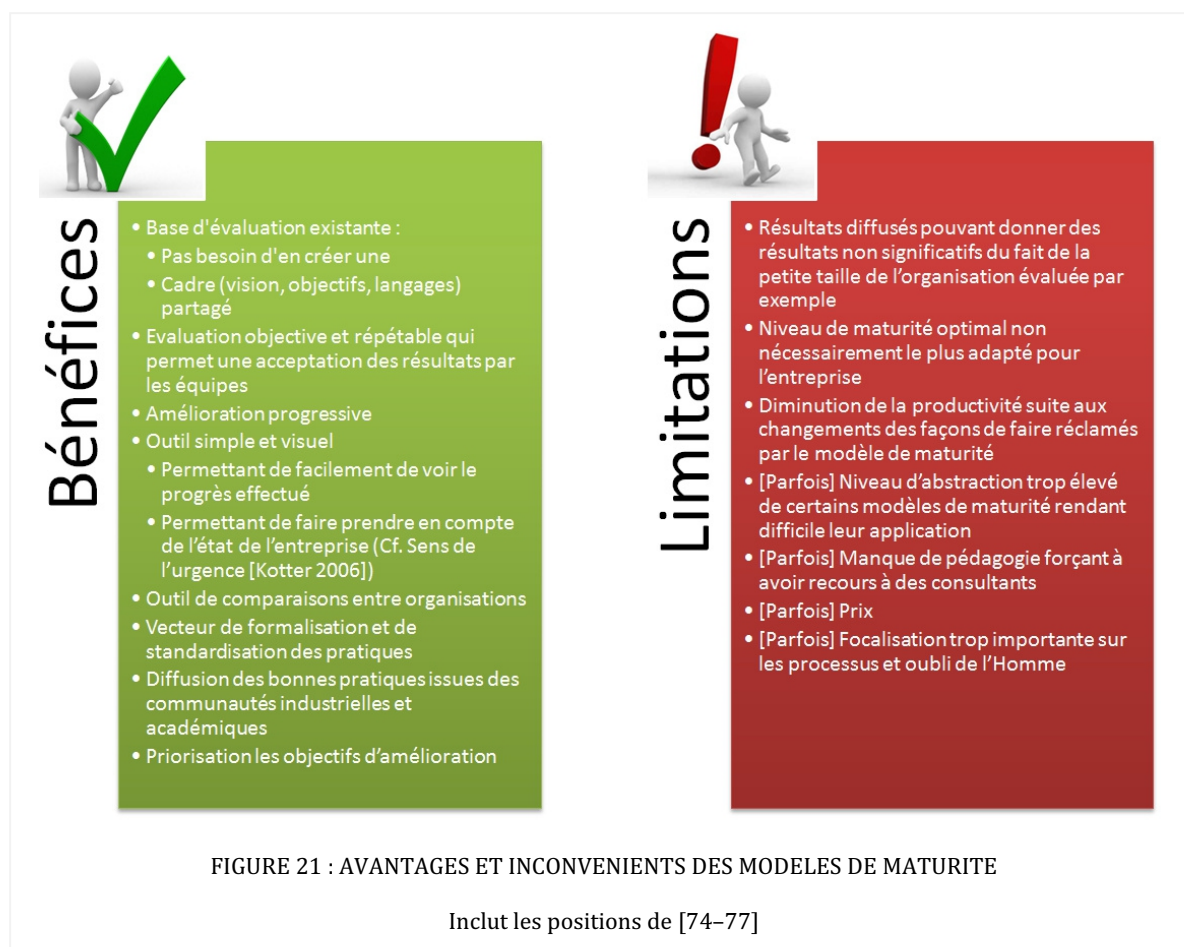 Bénéfices
• Base d'évaluation existante :
• Pas besoin d'en créer une
• Cadre (vision, objectifs, langages)
partagé
• Evaluation objective et répétable qui
permet une acceptation des résultats par
les équipes
• Amélioration progressive
• Outil simple et visuel
• Permettant de facilement de voir le
progrès effectué
• Permettant de faire prendre en compte
de l’état de l’entreprise (Cf. Sens de
l’urgence [Kotter 2006])
• Outil de comparaisons entre organisations
• Vecteur de formalisation et de
standardisation des pratiques
• Diffusion des bonnes pratiques issues des
communautés industrielles et
académiques
• Priorisation les objectifs d’amélioration
Limitations
• Résultats diffusés pouvant donner des
résultats non significatifs du fait de la
petite taille de l’organisation évaluée par
exemple
• Niveau de maturité optimal non
nécessairement le plus adapté pour
l’entreprise
• Diminution de la productivité suite aux
changements des façons de faire réclamés
par le modèle de maturité
• [Parfois] Niveau d’abstraction trop élevé
de certains modèles de maturité rendant
difficile leur application
• [Parfois] Manque de pédagogie forçant à
avoir recours à des consultants
• [Parfois] Prix
• [Parfois] Focalisation trop importante sur
les processus et oubli de l’Homme
FIGURE 21 : AVANTAGES ET INCONVENIENTS DES MODELES DE MATURITE
Inclut les positions de [74–77]